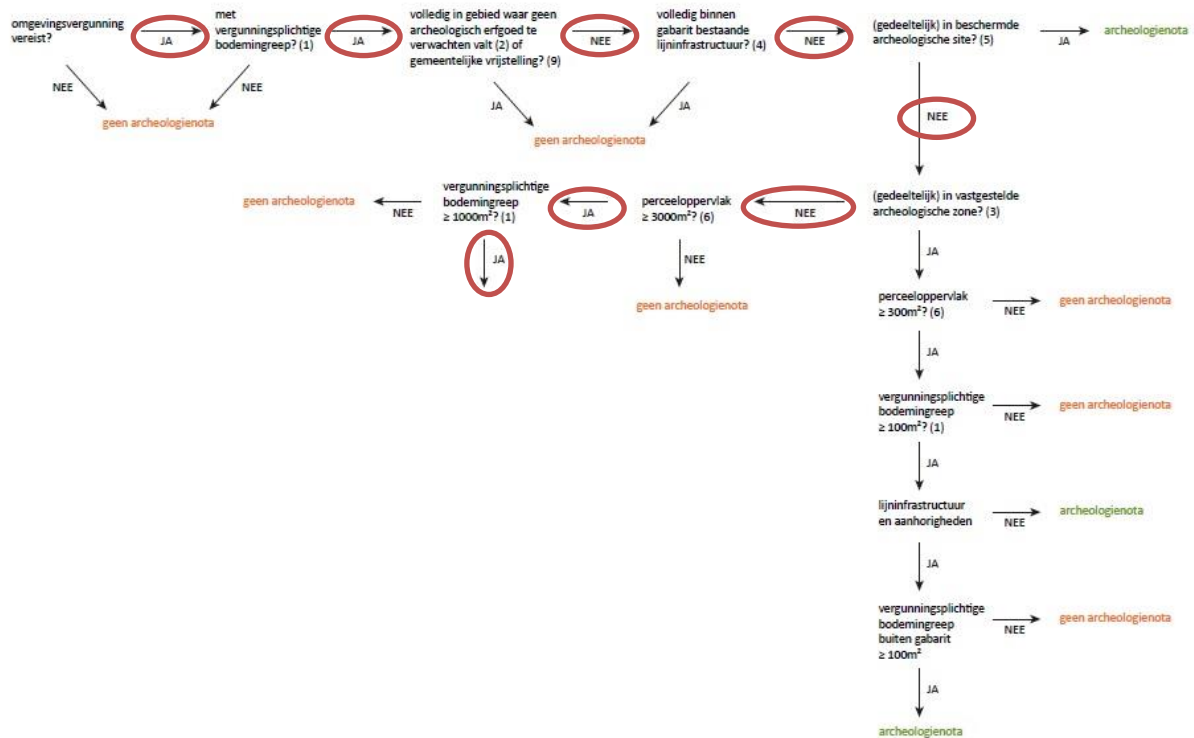 omgevingsvergunning
vereist?
JA
NEE
met
vergunningsplichtige
bodemingreep? (1)
JA
NEE
geen archeologienota
volledig in gebied waar geen
archeologisch erfgoed te
verwachten valt (2) of
gemeentelijke vrijstelling? (9)
NEE
JA
volledig binnen
gabarit bestaande
lijninfrastructuur? (4)
NEE
JA
geen archeologienota
(gedeeltelijk) in beschermde
archeologische site? (5)
JA
archeologienota
NEE
(gedeeltelijk) in vastgestelde
archeologische zone? (3)
NEE
perceeloppervlak
≥ 3000m²? (6)
JA
NEE
geen archeologienota
vergunningsplichtige
bodemingreep
≥ 1000m²? (1)
NEE
geen archeologienota
JA
JA
perceeloppervlak
≥ 300m²? (6)
NEE
geen archeologienota
JA
vergunningsplichtige
bodemingreep
≥ 100m²? (1)
NEE
geen archeologienota
JA
lijninfrastructuur
en aanhorigheden
NEE
archeologienota
JA
vergunningsplichtige
bodemingreep
buiten gabarit
≥ 100m²
NEE
geen archeologienota
JA
archeologienota